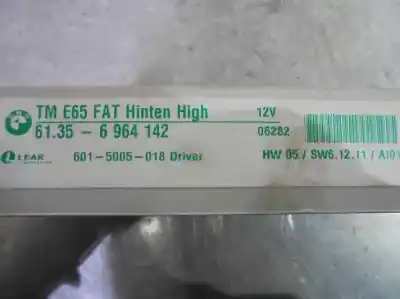 TM E65 FAT Hinten High 12V
61.35 - 6 964 142 06282
LEAR 601-5005-018 Driver HW 05 / SW6.12.11 /